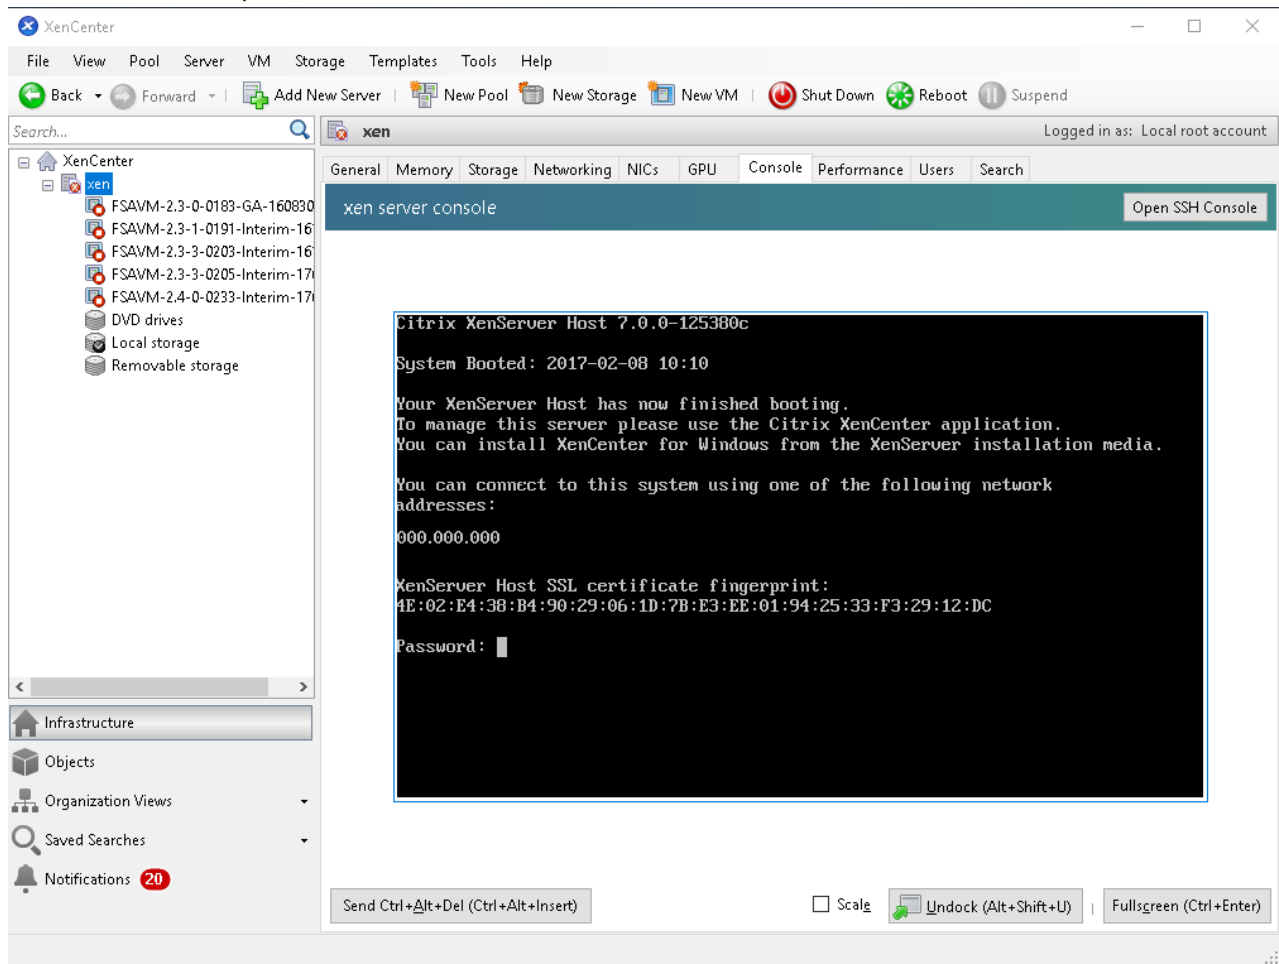 XenCenter
File View Pool Server VM Storage Templates Tools Help
Back Forward Add New Server New Pool New Storage New VM Shut Down Reboot Suspend
Search...
xen
Logged in as: Local root account
XenCenter
xen
FSAVM-2.3-0-0183-GA-160830
FSAVM-2.3-1-0191-Interim-16
FSAVM-2.3-3-0203-Interim-16
FSAVM-2.3-3-0205-Interim-17
FSAVM-2.4-0-0233-Interim-17
DVD drives
Local storage
Removable storage
General Memory Storage Networking NICs GPU Console Performance Users Search
xen server console
Open SSH Console
Citrix XenServer Host 7.0.0-125380c
System Booted: 2017-02-08 10:10
Your XenServer Host has now finished booting.
To manage this server please use the Citrix XenCenter application.
You can install XenCenter for Windows from the XenServer installation media.
You can connect to this system using one of the following network
addresses:
000.000.000
XenServer Host SSL certificate fingerprint:
4E:02:E4:38:B4:90:29:06:1D:7B:E3:EE:01:94:25:33:F3:29:12:DC
Password:
Infrastructure
Objects
Organization Views
Saved Searches
Notifications 20
Send Ctrl+Alt+Del (Ctrl+Alt+Insert)
Scale
Undock (Alt+Shift+U)
Fullscreen (Ctrl+Enter)